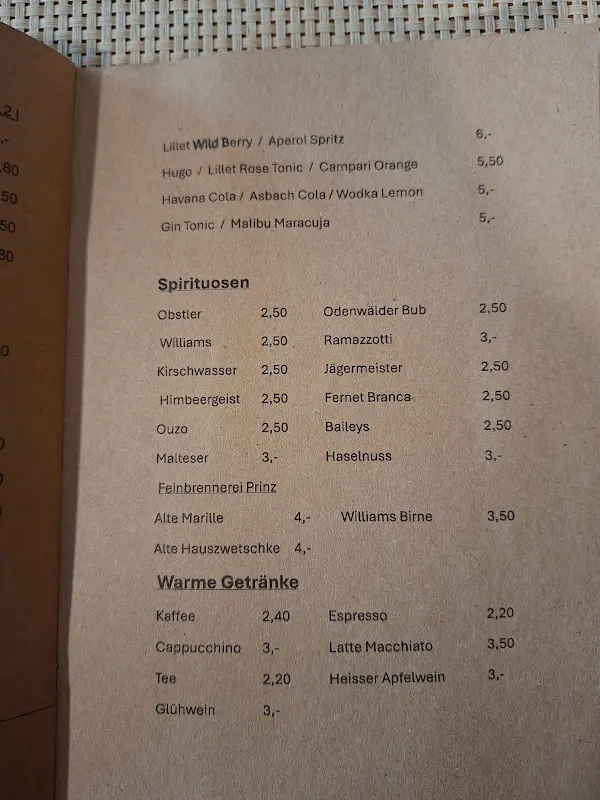 Lillet Wild Berry / Aperol Spritz 6,-
Hugo / Lillet Rose Tonic / Campari Orange 5,50
Havana Cola / Asbach Cola / Wodka Lemon 5,-
Gin Tonic / Malibu Maracuja 5,-
Spirituosen
Obstler 2,50 Odenwälder Bub 2,50
Williams 2,50 Ramazzotti 3,-
Kirschwasser 2,50 Jägermeister 2,50
Himbeergeist 2,50 Fernet Branca 2,50
Ouzo 2,50 Baileys 2,50
Malteser 3,- Haselnuss 3,-
Feinbrennerei Prinz
Alte Marille 4,- Williams Birne 3,50
Alte Hauszwetschke 4,-
Warme Getränke
Kaffee 2,40 Espresso 2,20
Cappucchino 3,- Latte Macchiato 3,50
Tee 2,20 Heisser Apfelwein 3,-
Glühwein 3,-